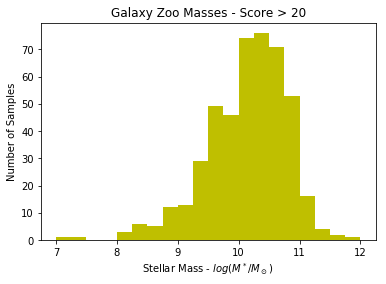 Galaxy Zoo Masses - Score > 20
Number of Samples
70
60
50
40
30
20
10
0
7 8 9 10 11 12
Stellar Mass - log(M*/M⊙)